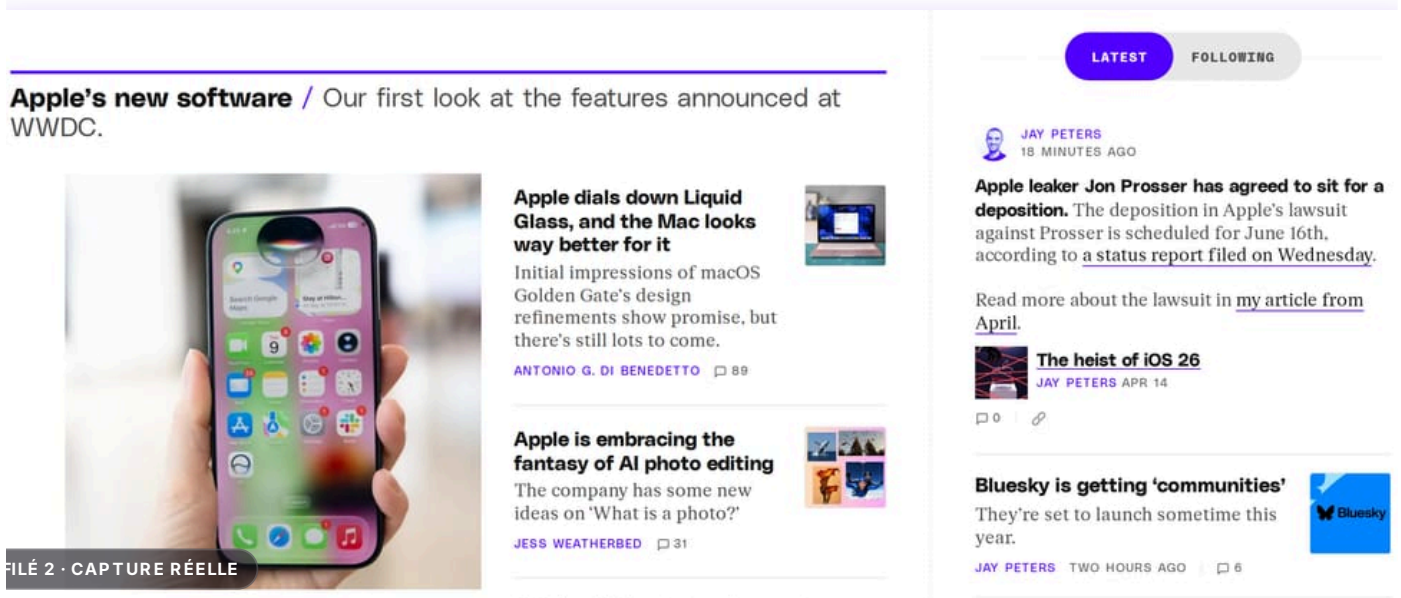 Apple’s new software / Our first look at the features announced at
WWDC.
Apple dials down Liquid
Glass, and the Mac looks
way better for it
Initial impressions of macOS
Golden Gate’s design
refinements show promise, but
there’s still lots to come.
ANTONIO G. DI BENEDETTO 89
Apple is embracing the
fantasy of AI photo editing
The company has some new
ideas on ‘What is a photo?’
JESS WEATHERBED 31
Search Google
Maps
9
FILÉ 2 · CAPTURE RÉELLE
LATEST FOLLOWING
JAY PETERS
18 MINUTES AGO
Apple leaker Jon Prosser has agreed to sit for a
deposition. The deposition in Apple’s lawsuit
against Prosser is scheduled for June 16th,
according to a status report filed on Wednesday.
Read more about the lawsuit in my article from
April.
The heist of iOS 26
JAY PETERS APR 14
0
Bluesky is getting ‘communities’
They’re set to launch sometime this
year.
JAY PETERS TWO HOURS AGO 6
Bluesky